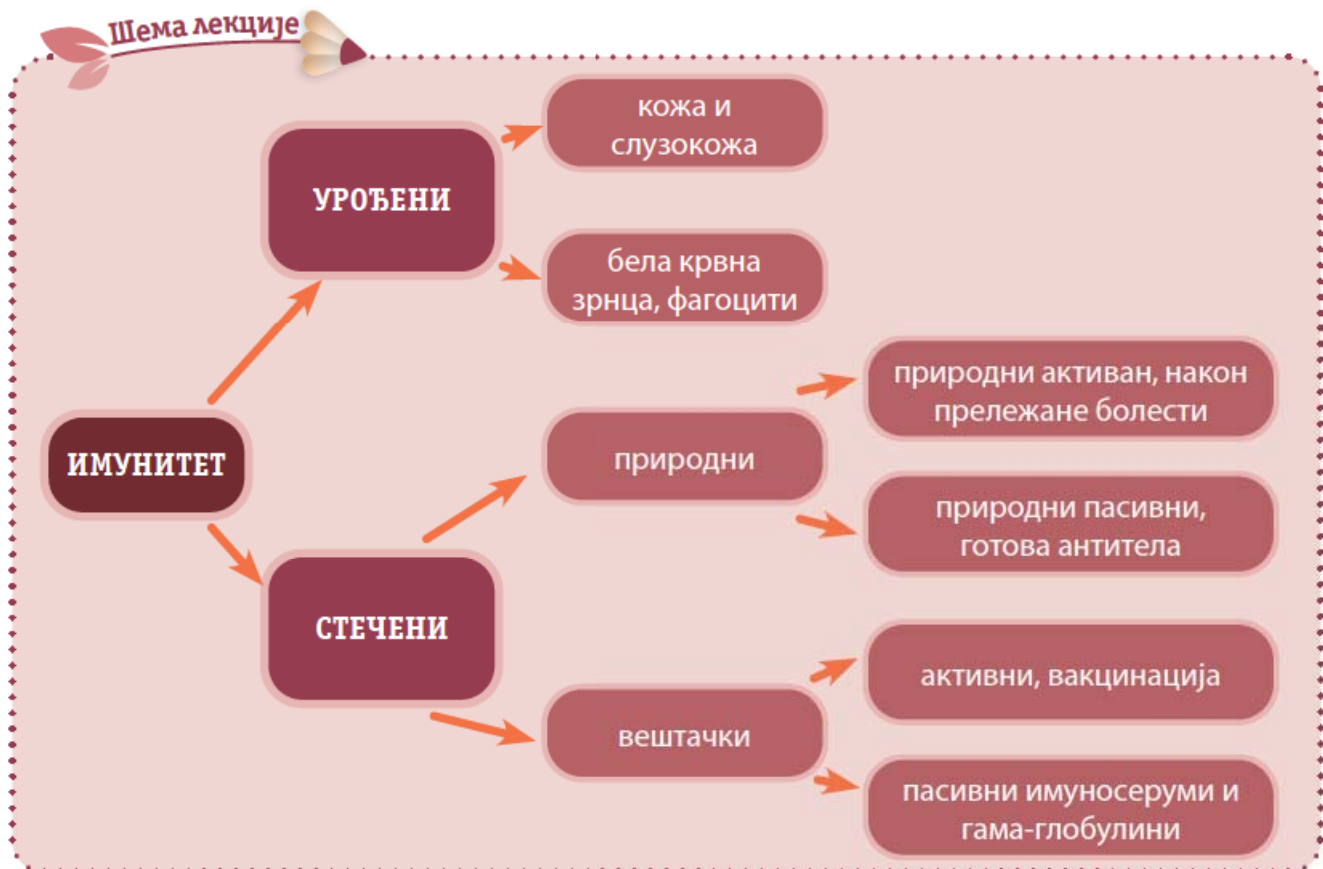 Шема лекције
кожа и
слузокожа
УРОЂЕНИ
бела крвна
зрнца, фагоцити
ИМУНИТЕТ
СТЕЧЕНИ
природни
природни активан, након
прележане болести
природни пасивни,
готова антитела
вештачки
активни, вакцинација
пасивни имуносеруми и
гама-глобулини